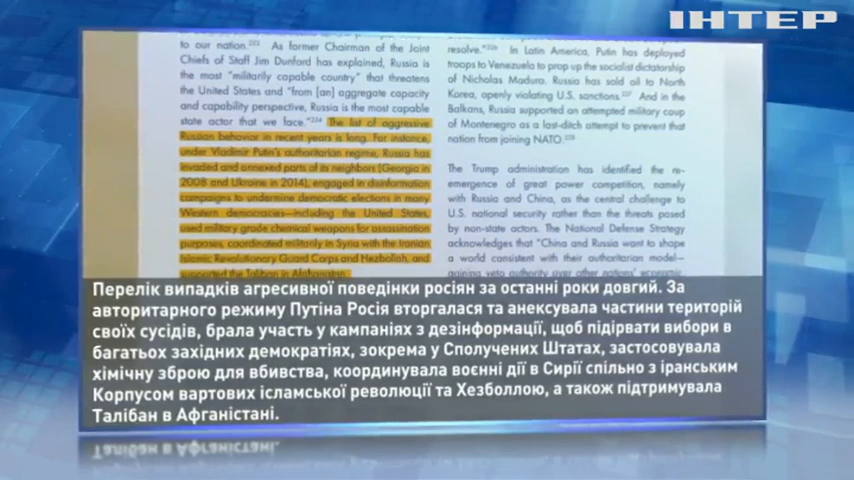 ІНТЕР
to our nation.²²³ As former Chairman of the Joint
Chiefs of Staff Jim Dunford has explained, Russia is
the most "militarily capable country" that threatens
the United States and "from [an] aggregate capacity
and capability perspective, Russia is the most capable
state actor that we face."²²⁴ The list of aggressive
Russian behavior in recent years is long. For instance,
under Vladimir Putin's authoritarian regime, Russia has
invaded and annexed parts of its neighbors (Georgia in
2008 and Ukraine in 2014), engaged in disinformation
campaigns to undermine democratic elections in many
Western democracies—including the United States,
used military grade chemical weapons for assassination
purposes, coordinated militarily in Syria with the Iranian
Islamic Revolutionary Guard Corps and Hezbollah, and
supported the Taliban in Afghanistan.
resolve."²²⁶ In Latin America, Putin has deployed
troops to Venezuela to prop up the socialist dictatorship
of Nicholas Maduro. Russia has sold oil to North
Korea, openly violating U.S. sanctions.²²⁷ And in the
Balkans, Russia supported an attempted military coup
of Montenegro as a last-ditch attempt to prevent that
nation from joining NATO.²²⁸
The Trump administration has identified the re-
emergence of great power competition, namely
with Russia and China, as the central challenge to
U.S. national security rather than the threats posed
by non-state actors. The National Defense Strategy
acknowledges that "China and Russia want to shape
a world consistent with their authoritarian model—
gaining veto authority over other nations' economic,
Перелік випадків агресивної поведінки росіян за останні роки довгий. За
авторитарного режиму Путіна Росія вторгалася та анексувала частини територій
своїх сусідів, брала участь у кампаніях з дезінформації, щоб підірвати вибори в
багатьох західних демократіях, зокрема у Сполучених Штатах, застосовувала
хімічну зброю для вбивства, координувала воєнні дії в Сирії спільно з іранським
Корпусом вартових ісламської революції та Хезболлою, а також підтримувала
Талібан в Афганістані.